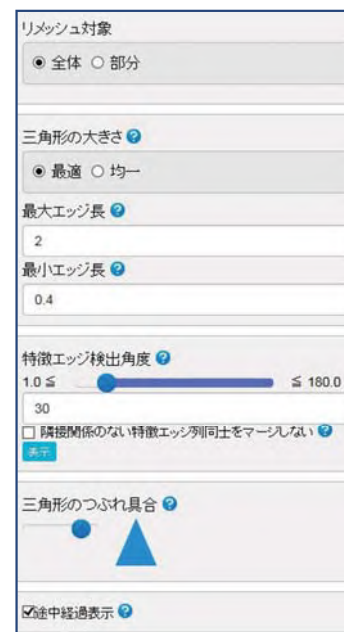 リメッシュ対象
全体 部分
三角形の大きさ ?
最適 均一
最大エッジ長 ?
2
最小エッジ長 ?
0.4
特徴エッジ検出角度 ?
1.0 ≦ ≦ 180.0
30
隣接関係のない特徴エッジ列同士をマージしない ?
表示
三角形のつぶれ具合 ?
途中経過表示 ?